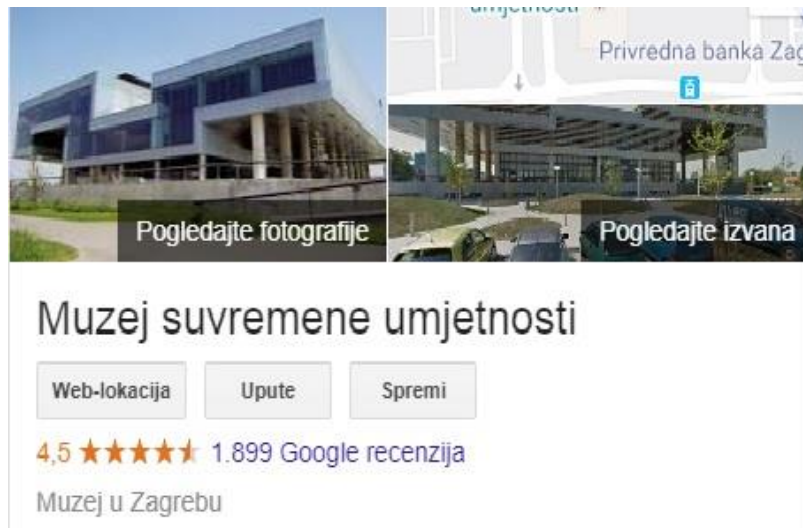 Privredna banka Zag
Pogledajte fotografije
Pogledajte izvana
Muzej suvremene umjetnosti
Web-lokacija Upute Spremi
4,5 1.899 Google recenzija
Muzej u Zagrebu